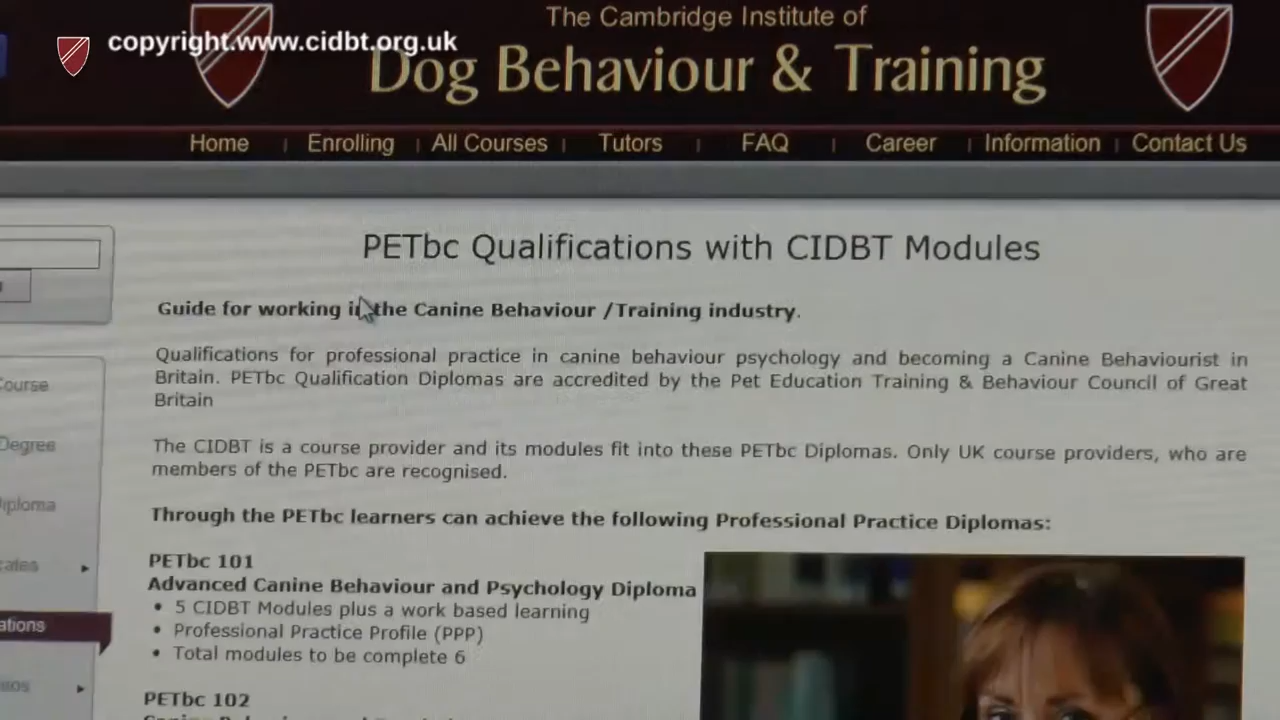 The Cambridge Institute of
copyright.www.cidbt.org.uk
Dog Behaviour & Training
Home
Enrolling
All Courses
Tutors
FAQ
Career
Information
Contact Us
PETbc Qualifications with CIDBT Modules
Guide for working in the Canine Behaviour /Training industry.
Qualifications for professional practice in canine behaviour psychology and becoming a Canine Behaviourist in
Britain. PETbc Qualification Diplomas are accredited by the Pet Education Training & Behaviour Council of Great
Britain
Course
The CIDBT is a course provider and its modules fit into these PETbc Diplomas. Only UK course providers, who are
Degree
members of the PETbc are recognised.
Through the PETbc learners can achieve the following Professional Practice Diplomas:
PETbc 101
Advanced Canine Behaviour and Psychology Diploma
• 5 CIDBT Modules plus a work based learning
• Professional Practice Profile (PPP)
• Total modules to be complete 6
PETbc 102